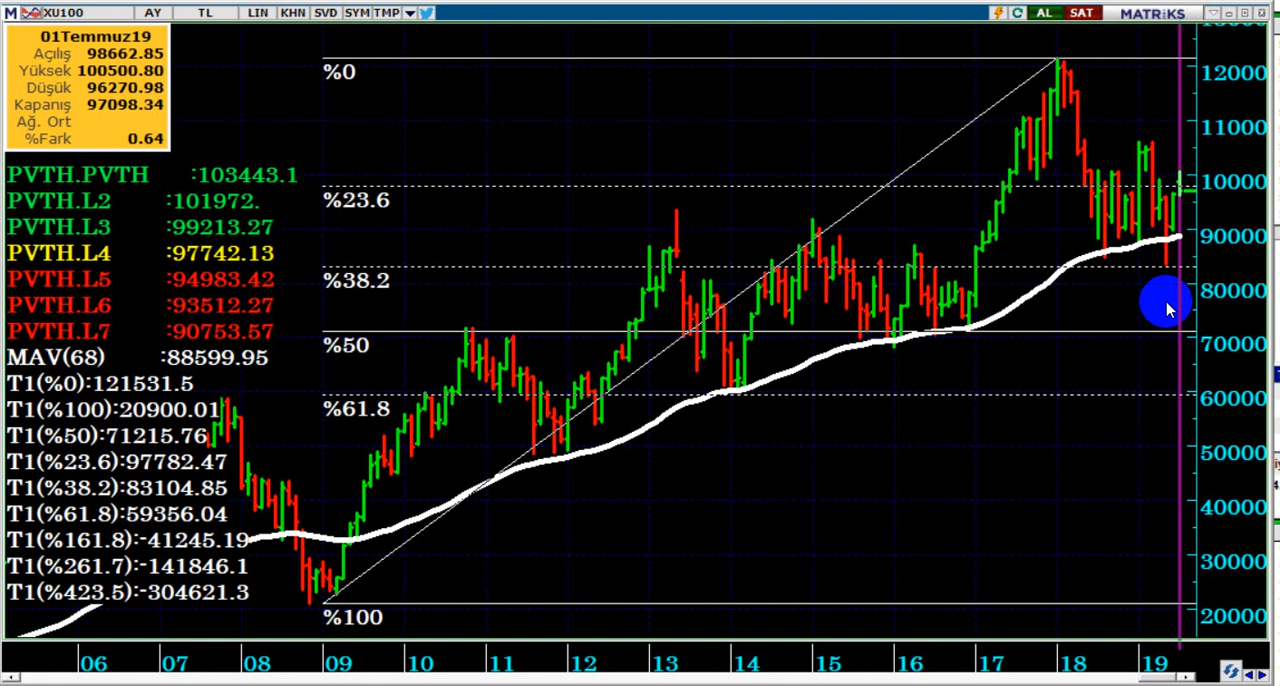 M XU100 AY TL LIN KHN SVD SYM TMP AL SAT MATRiKS
01Temmuz19
Açılış 98662.85
Yüksek 100500.80
Düşük 96270.98
Kapanış 97098.34
Ağ. Ort
%Fark 0.64
PVTH.PVTH :103443.1
PVTH.L2 :101972.
PVTH.L3 :99213.27
PVTH.L4 :97742.13
PVTH.L5 :94983.42
PVTH.L6 :93512.27
PVTH.L7 :90753.57
MAV(68) :88599.95
T1(%0):121531.5
T1(%100):20900.01
T1(%50):71215.76
T1(%23.6):97782.47
T1(%38.2):83104.85
T1(%61.8):59356.04
T1(%161.8):-41245.19
T1(%261.7):-141846.1
T1(%423.5):-304621.3
%0
%23.6
%38.2
%50
%61.8
%100
12000
11000
10000
90000
80000
70000
60000
50000
40000
30000
20000
06 07 08 09 10 11 12 13 14 15 16 17 18 19